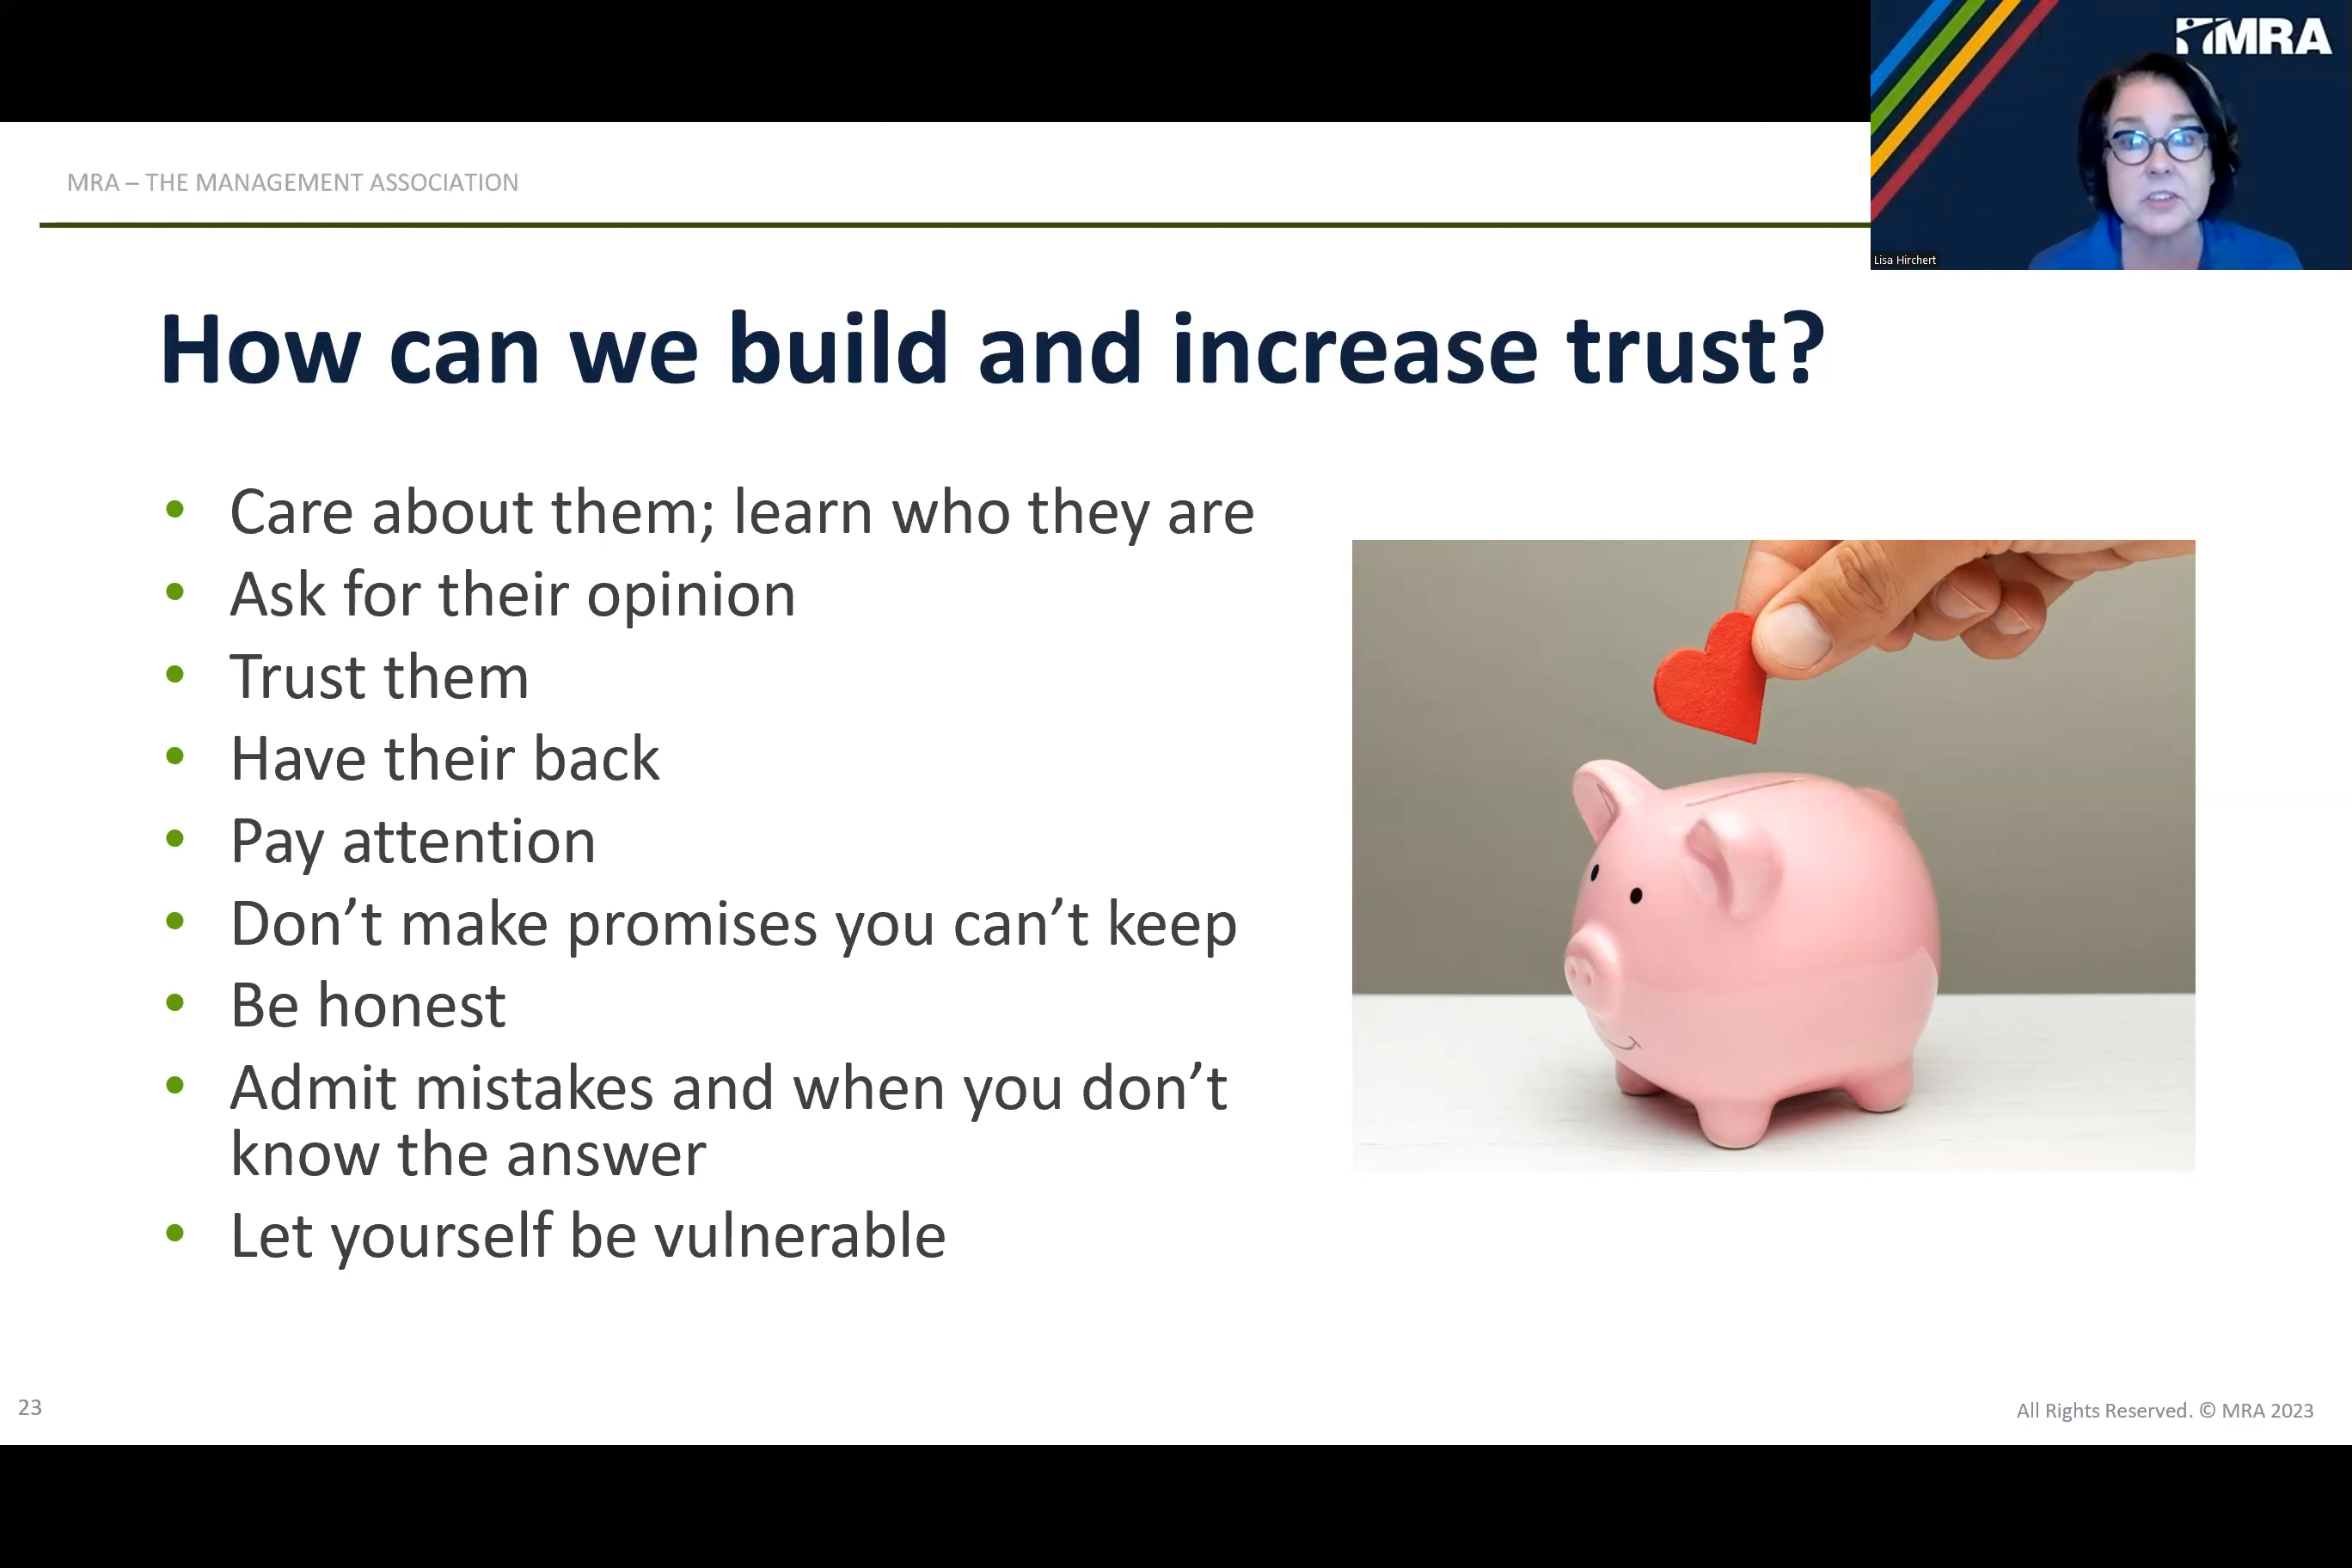 MRA
Lisa Hirchert
MRA – THE MANAGEMENT ASSOCIATION
How can we build and increase trust?
• Care about them; learn who they are
• Ask for their opinion
• Trust them
• Have their back
• Pay attention
• Don’t make promises you can’t keep
• Be honest
• Admit mistakes and when you don’t
know the answer
• Let yourself be vulnerable
23
All Rights Reserved. © MRA 2023